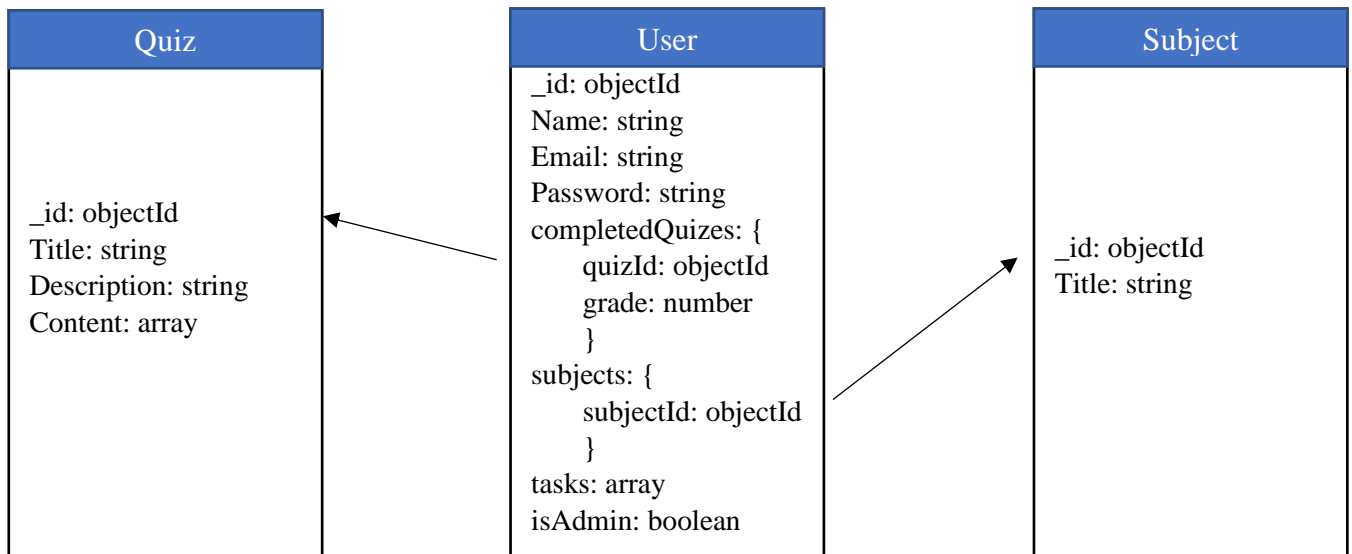 Quiz
_id: objectId
Title: string
Description: string
Content: array
User
_id: objectId
Name: string
Email: string
Password: string
completedQuizes: {
quizId: objectId
grade: number
}
subjects: {
subjectId: objectId
}
tasks: array
isAdmin: boolean
Subject
_id: objectId
Title: string